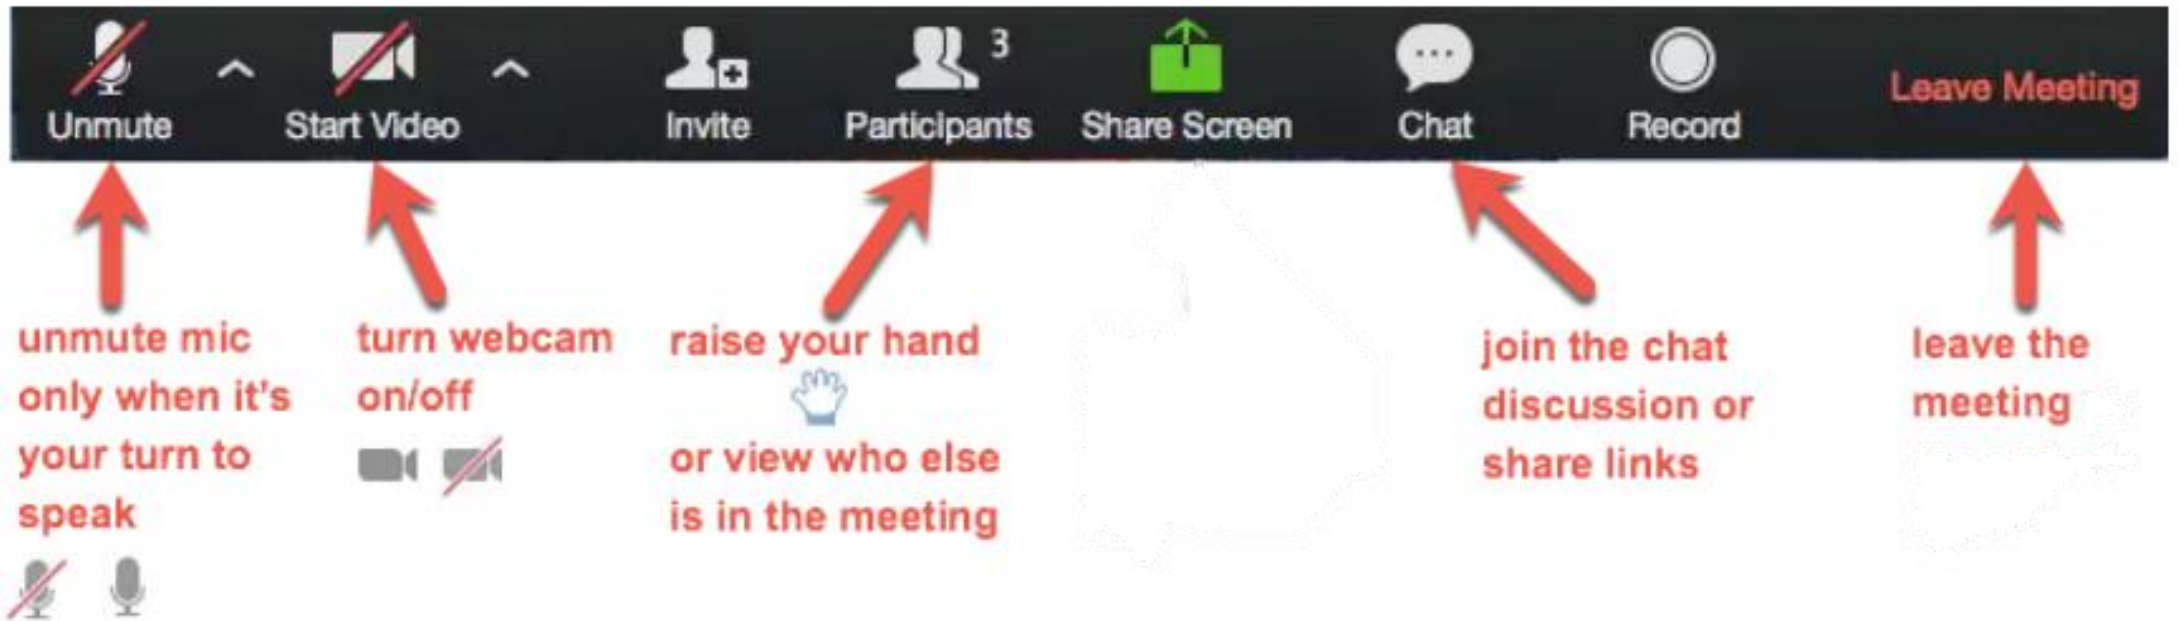 3
Unmute
Start Video
Invite
Participants
Share Screen
Chat
Record
Leave Meeting
unmute mic
only when it's
your turn to
speak
turn webcam
on/off
raise your hand
or view who else
is in the meeting
join the chat
discussion or
share links
leave the
meeting